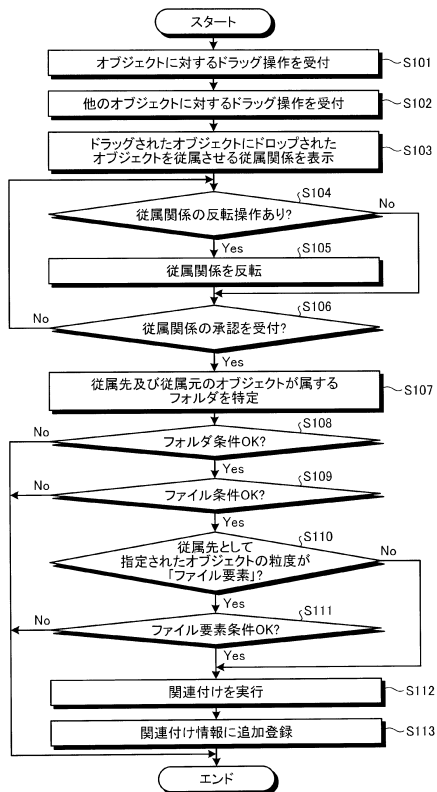 スタート
オブジェクトに対するドラッグ操作を受付
S101
他のオブジェクトに対するドラッグ操作を受付
S102
ドラッグされたオブジェクトにドロップされた
オブジェクトを従属させる従属関係を表示
S103
S104
従属関係の反転操作あり?
No
Yes
S105
従属関係を反転
S106
No
従属関係の承認を受付?
Yes
従属先及び従属元のオブジェクトが属する
フォルダを特定
S107
S108
No
フォルダ条件OK?
Yes
S109
No
ファイル条件OK?
Yes
S110
従属先として
指定されたオブジェクトの粒度が
「ファイル要素」?
No
Yes
S111
No
ファイル要素条件OK?
Yes
関連付けを実行
S112
関連付け情報に追加登録
S113
エンド